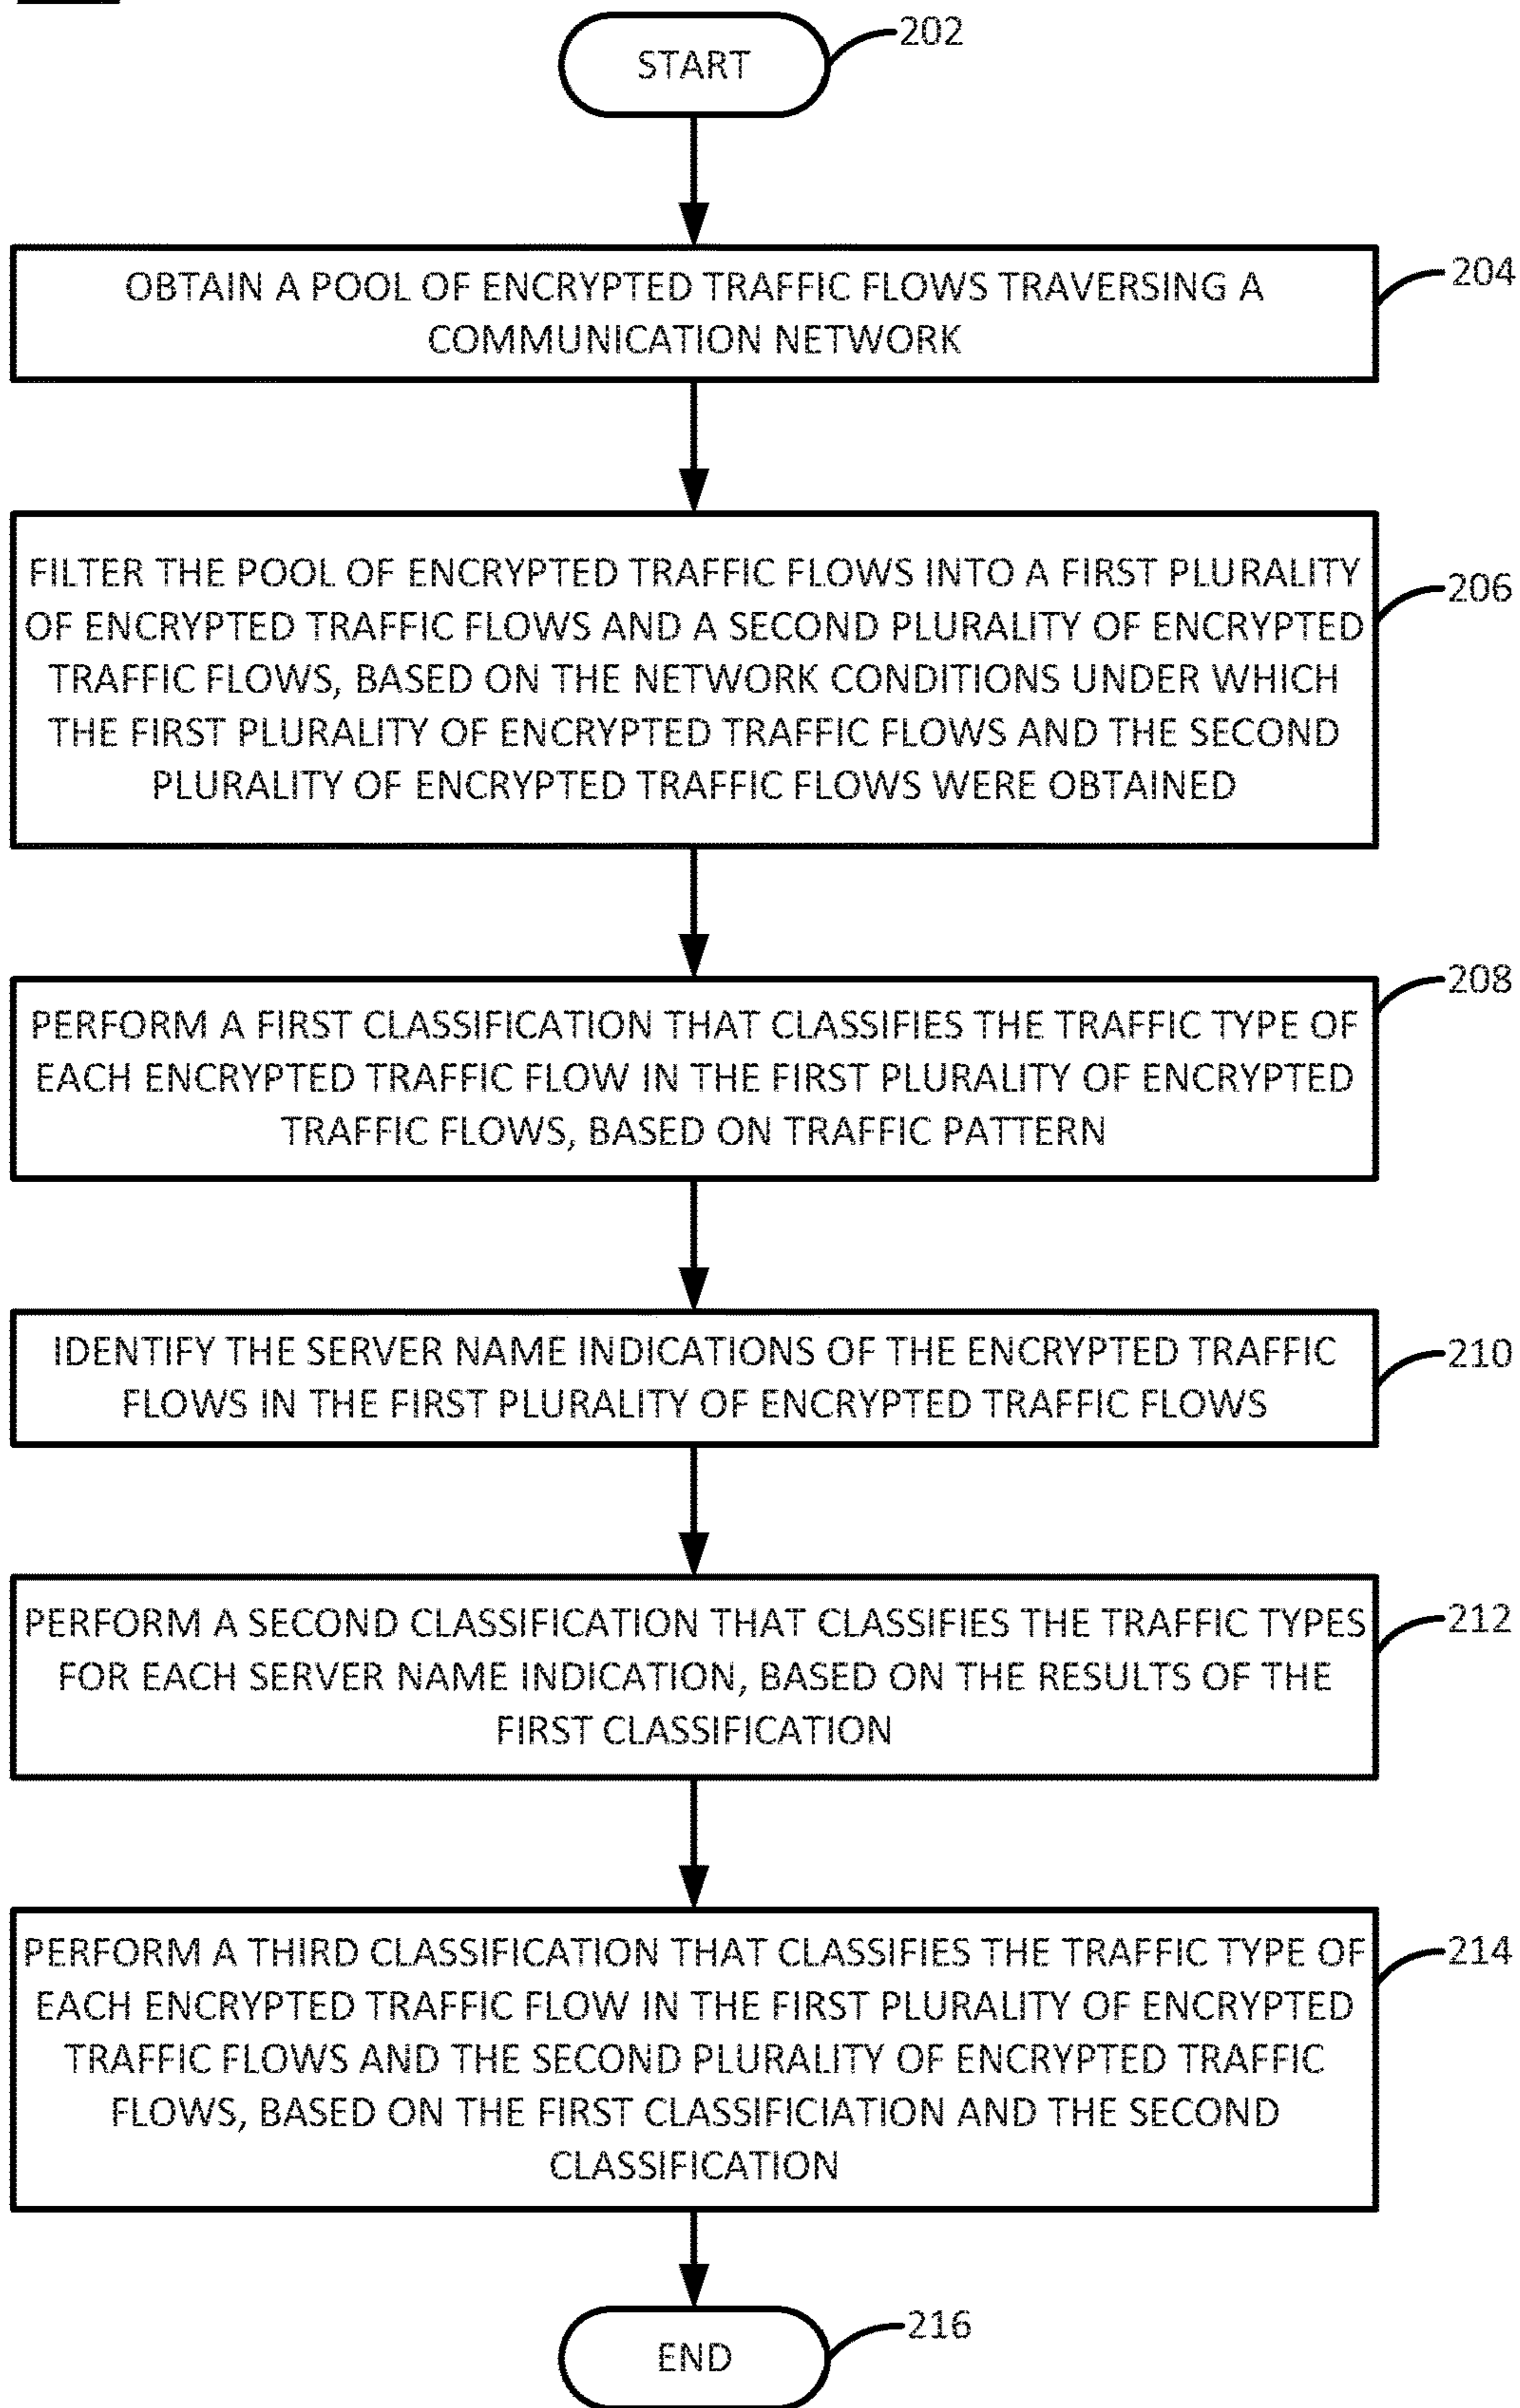 START
202
OBTAIN A POOL OF ENCRYPTED TRAFFIC FLOWS TRAVERSING A
COMMUNICATION NETWORK
204
FILTER THE POOL OF ENCRYPTED TRAFFIC FLOWS INTO A FIRST PLURALITY
OF ENCRYPTED TRAFFIC FLOWS AND A SECOND PLURALITY OF ENCRYPTED
TRAFFIC FLOWS, BASED ON THE NETWORK CONDITIONS UNDER WHICH
THE FIRST PLURALITY OF ENCRYPTED TRAFFIC FLOWS AND THE SECOND
PLURALITY OF ENCRYPTED TRAFFIC FLOWS WERE OBTAINED
206
PERFORM A FIRST CLASSIFICATION THAT CLASSIFIES THE TRAFFIC TYPE OF
EACH ENCRYPTED TRAFFIC FLOW IN THE FIRST PLURALITY OF ENCRYPTED
TRAFFIC FLOWS, BASED ON TRAFFIC PATTERN
208
IDENTIFY THE SERVER NAME INDICATIONS OF THE ENCRYPTED TRAFFIC
FLOWS IN THE FIRST PLURALITY OF ENCRYPTED TRAFFIC FLOWS
210
PERFORM A SECOND CLASSIFICATION THAT CLASSIFIES THE TRAFFIC TYPES
FOR EACH SERVER NAME INDICATION, BASED ON THE RESULTS OF THE
FIRST CLASSIFICATION
212
PERFORM A THIRD CLASSIFICATION THAT CLASSIFIES THE TRAFFIC TYPE OF
EACH ENCRYPTED TRAFFIC FLOW IN THE FIRST PLURALITY OF ENCRYPTED
TRAFFIC FLOWS AND THE SECOND PLURALITY OF ENCRYPTED TRAFFIC
FLOWS, BASED ON THE FIRST CLASSIFICIATION AND THE SECOND
CLASSIFICATION
214
END
216